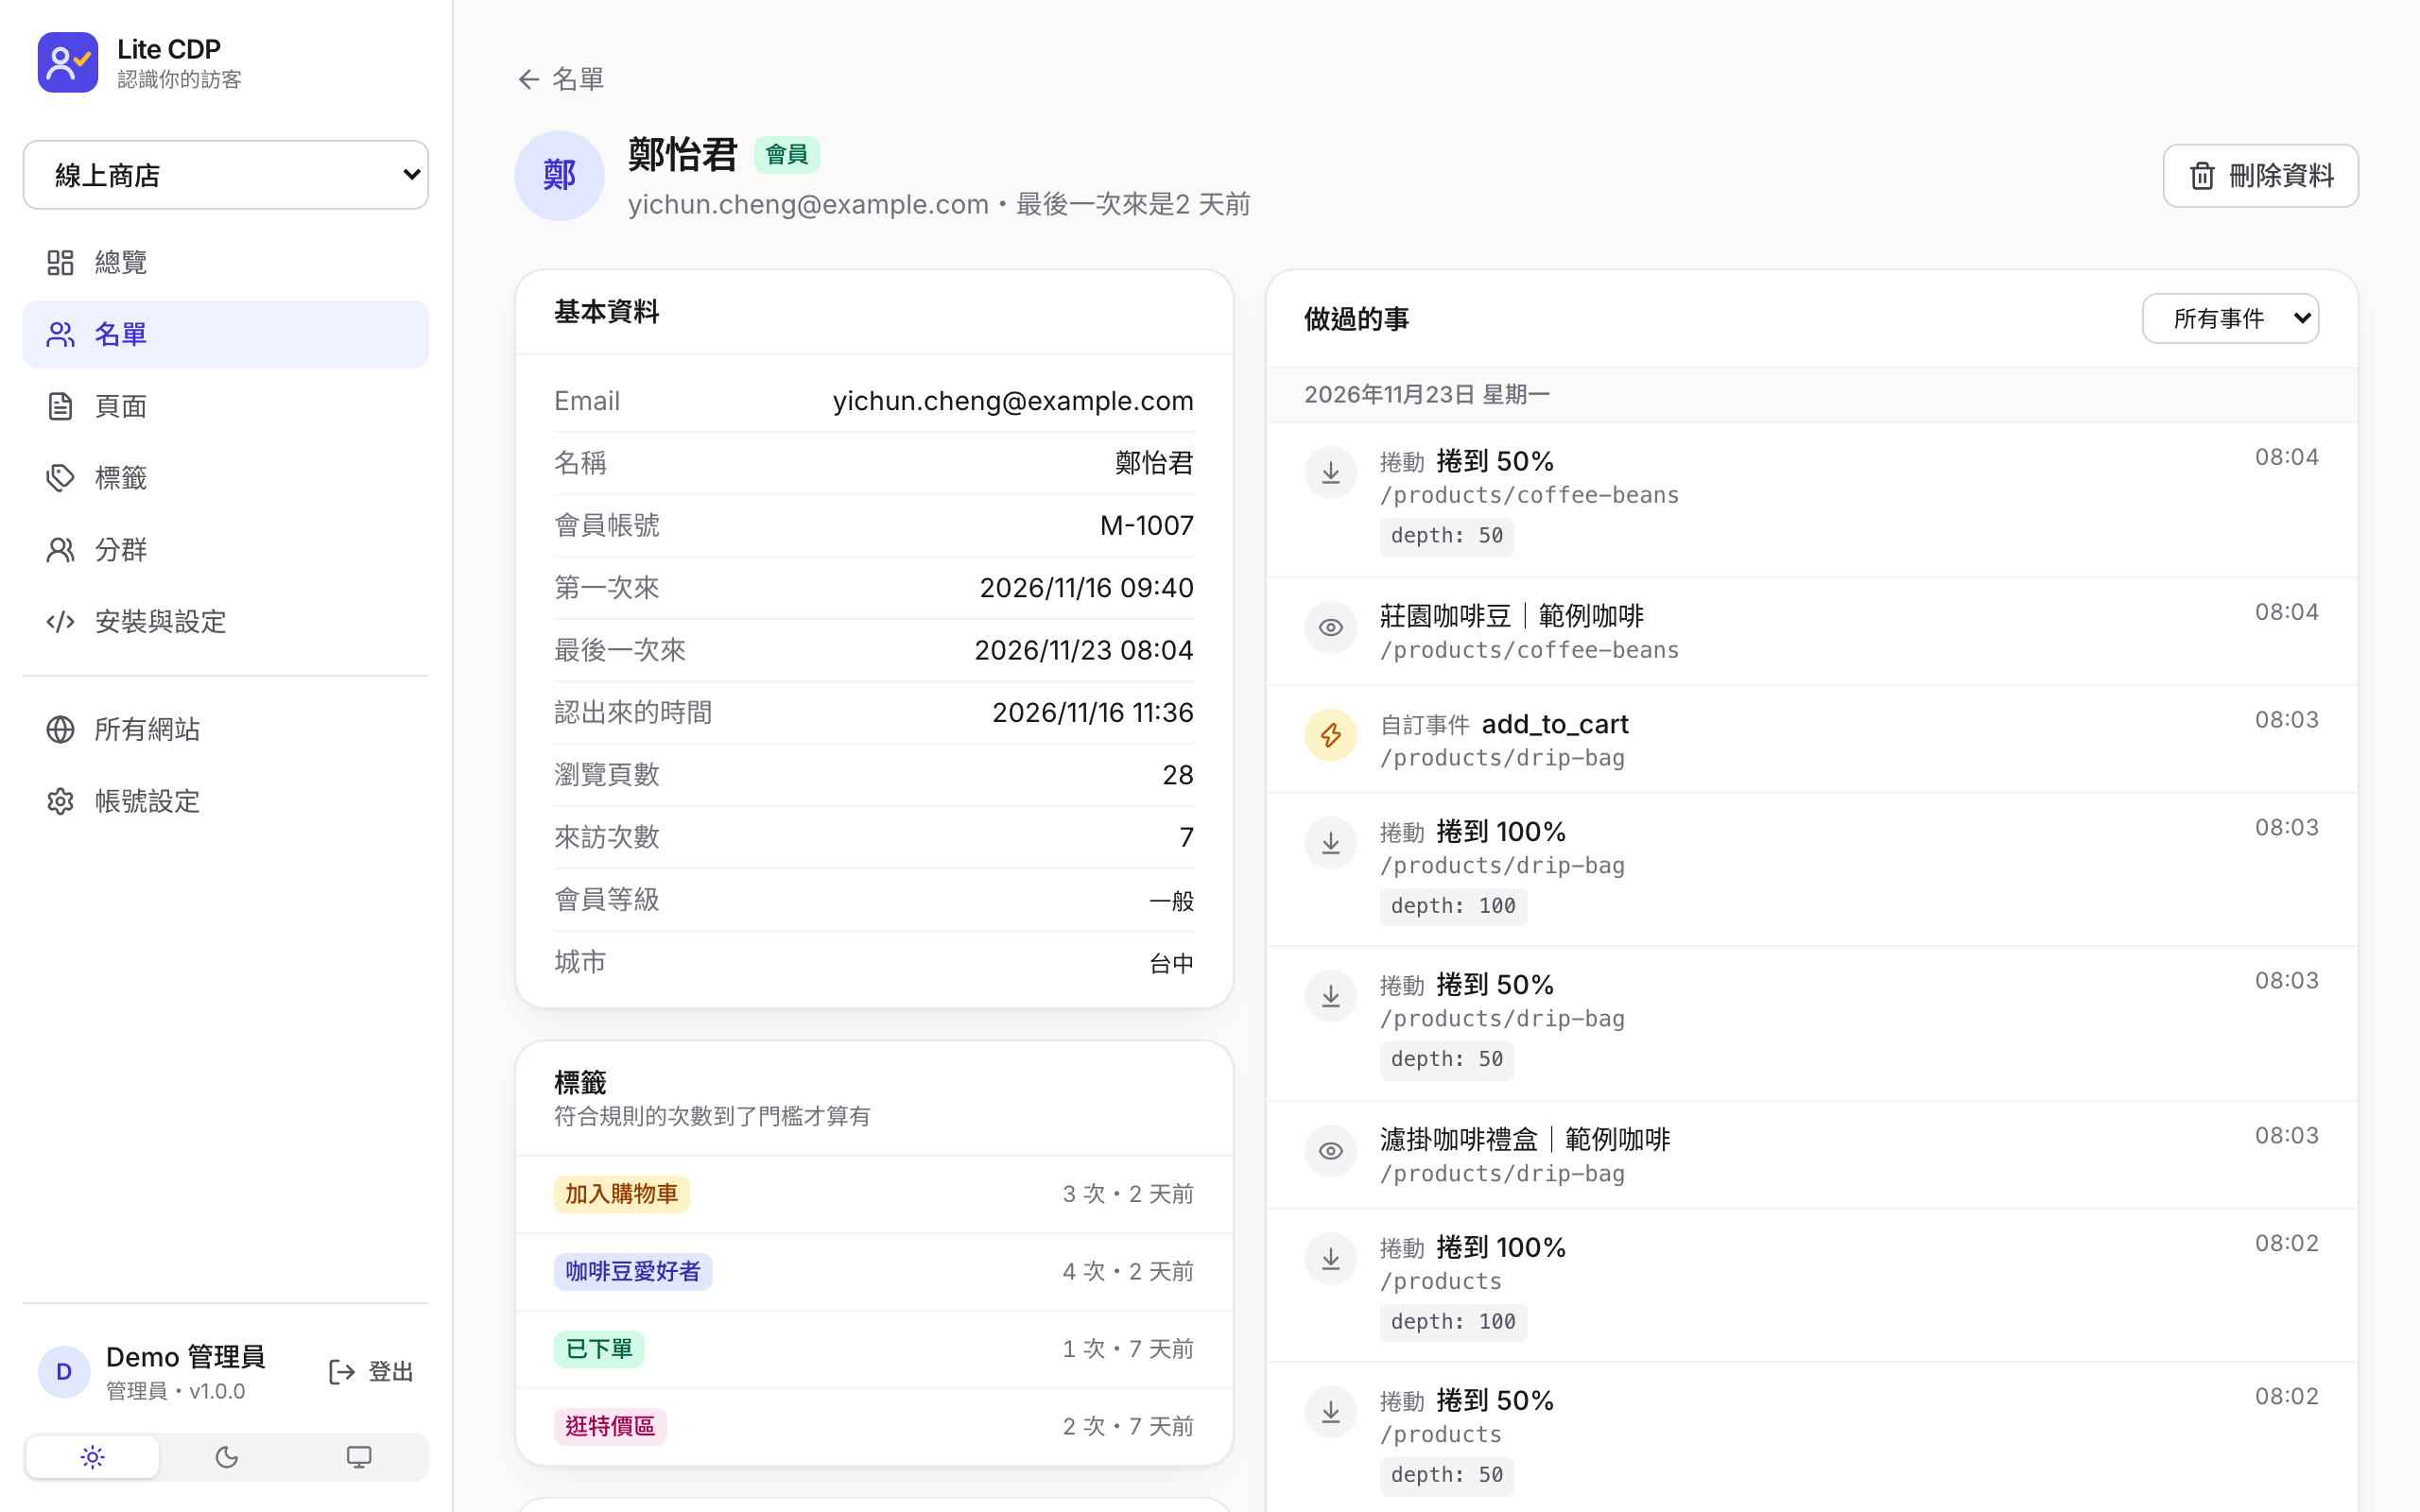 Lite CDP
認識你的訪客
線上商店
總覽
名單
頁面
標籤
分群
安裝與設定
所有網站
帳號設定
D
Demo 管理員
管理員・v1.0.0
登出
名單
鄭
鄭怡君
會員
yichun.cheng@example.com・最後一次來是2 天前
刪除資料
基本資料
Email yichun.cheng@example.com
名稱 鄭怡君
會員帳號 M-1007
第一次來 2026/11/16 09:40
最後一次來 2026/11/23 08:04
認出來的時間 2026/11/16 11:36
瀏覽頁數 28
來訪次數 7
會員等級 一般
城市 台中
標籤
符合規則的次數到了門檻才算有
加入購物車 3 次・2 天前
咖啡豆愛好者 4 次・2 天前
已下單 1 次・7 天前
逛特價區 2 次・7 天前
做過的事
所有事件
2026年11月23日 星期一
捲動 捲到 50% 08:04
/products/coffee-beans
depth: 50
莊園咖啡豆｜範例咖啡 08:04
/products/coffee-beans
自訂事件 add_to_cart 08:03
/products/drip-bag
捲動 捲到 100% 08:03
/products/drip-bag
depth: 100
捲動 捲到 50% 08:03
/products/drip-bag
depth: 50
濾掛咖啡禮盒｜範例咖啡 08:03
/products/drip-bag
捲動 捲到 100% 08:02
/products
depth: 100
捲動 捲到 50% 08:02
/products
depth: 50